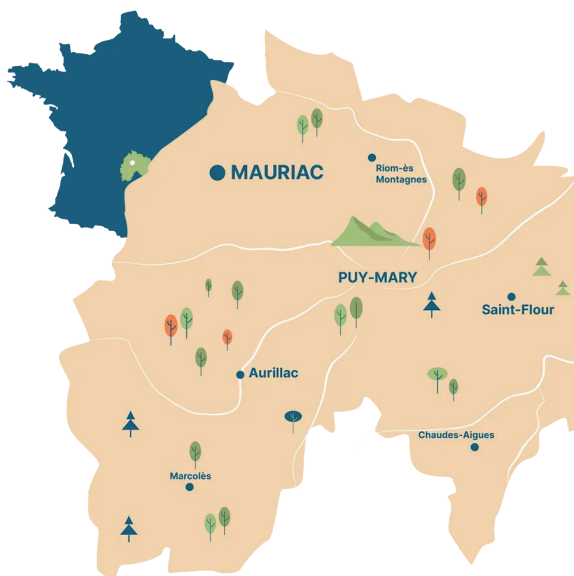 MAURIAC
Riom-ès
Montagnes
PUY-MARY
Saint-Flour
Aurillac
Chaudes-Aigues
Marcolès